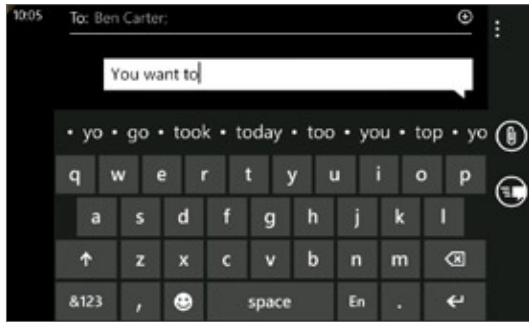 10:05 To: Ben Carter;
You want to
• yo • go • took • today • too • you • top • yo
q w e r t y u i o p
a s d f g h j k l
z x c v b n m
&123 , space En .